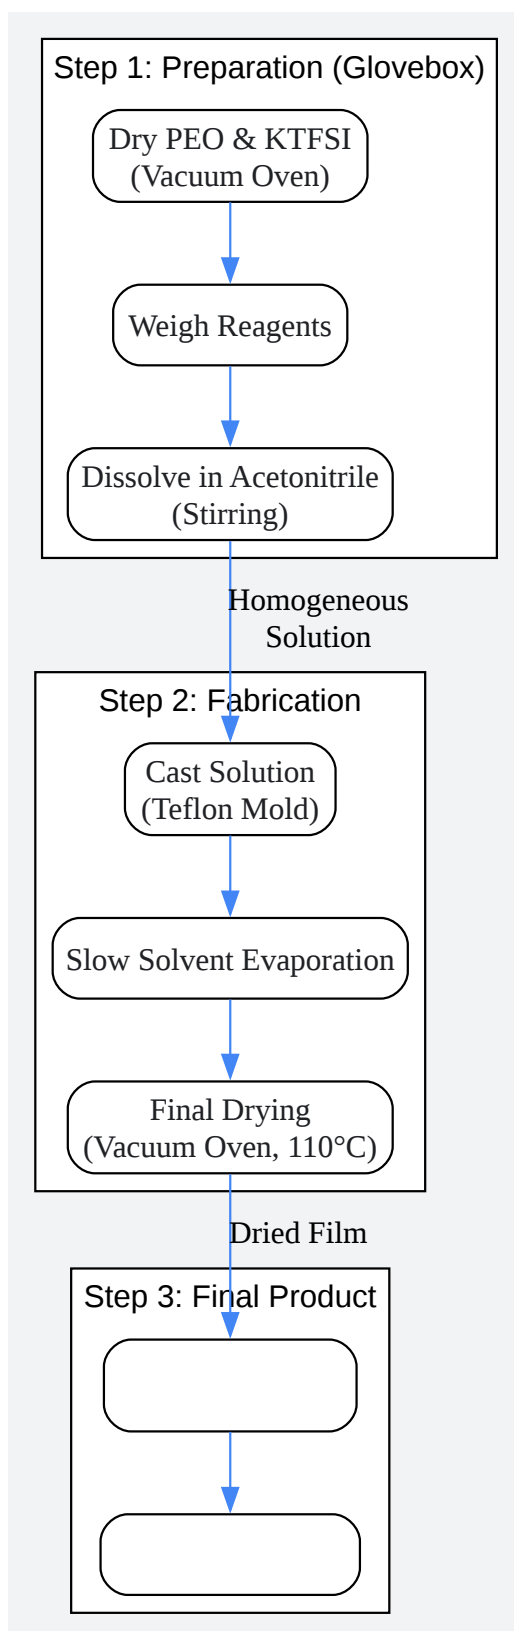 Step 1: Preparation (Glovebox)
Dry PEO & KTFSI
(Vacuum Oven)
Weigh Reagents
Dissolve in Acetonitrile
(Stirring)
Homogeneous
Solution
Step 2: Fabrication
Cast Solution
(Teflon Mold)
Slow Solvent Evaporation
Final Drying
(Vacuum Oven, 110°C)
Dried Film
Step 3: Final Product